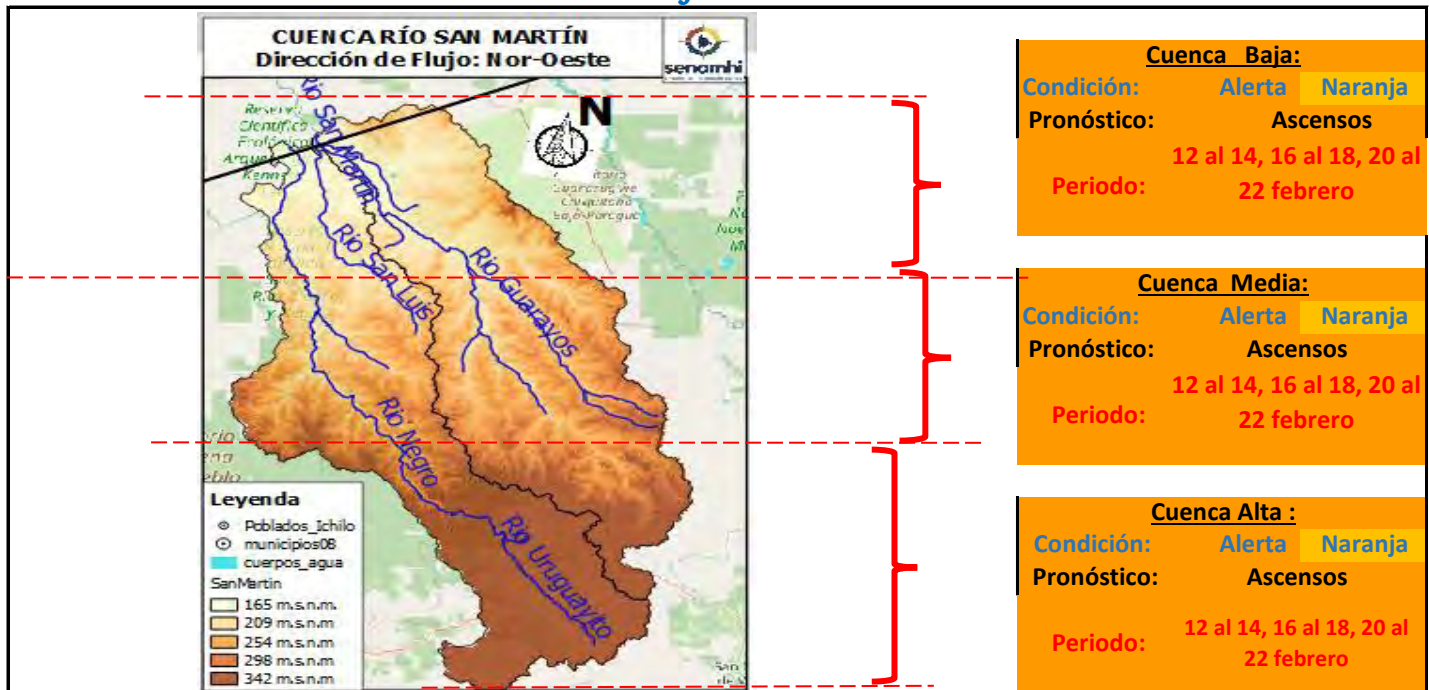 CUENCA RÍO SAN MARTÍN
Dirección de Flujo: Nor-Oeste
senamhi
N
Reserva
Científica
Ecológica
Kenn
Río San Martín
Río San Luis
Río Guarayos
Río Negro
Río Uruguayito
Leyenda
Poblados_Ichilo
municipios08
cuerpos_agua
SanMartin
165 m.s.n.m.
209 m.s.n.m
254 m.s.n.m
298 m.s.n.m
342 m.s.n.m
Cuenca Baja:
Condición: Alerta Naranja
Pronóstico: Ascensos
12 al 14, 16 al 18, 20 al
Periodo: 22 febrero
Cuenca Media:
Condición: Alerta Naranja
Pronóstico: Ascensos
12 al 14, 16 al 18, 20 al
Periodo: 22 febrero
Cuenca Alta :
Condición: Alerta Naranja
Pronóstico: Ascensos
12 al 14, 16 al 18, 20 al
Periodo: 22 febrero